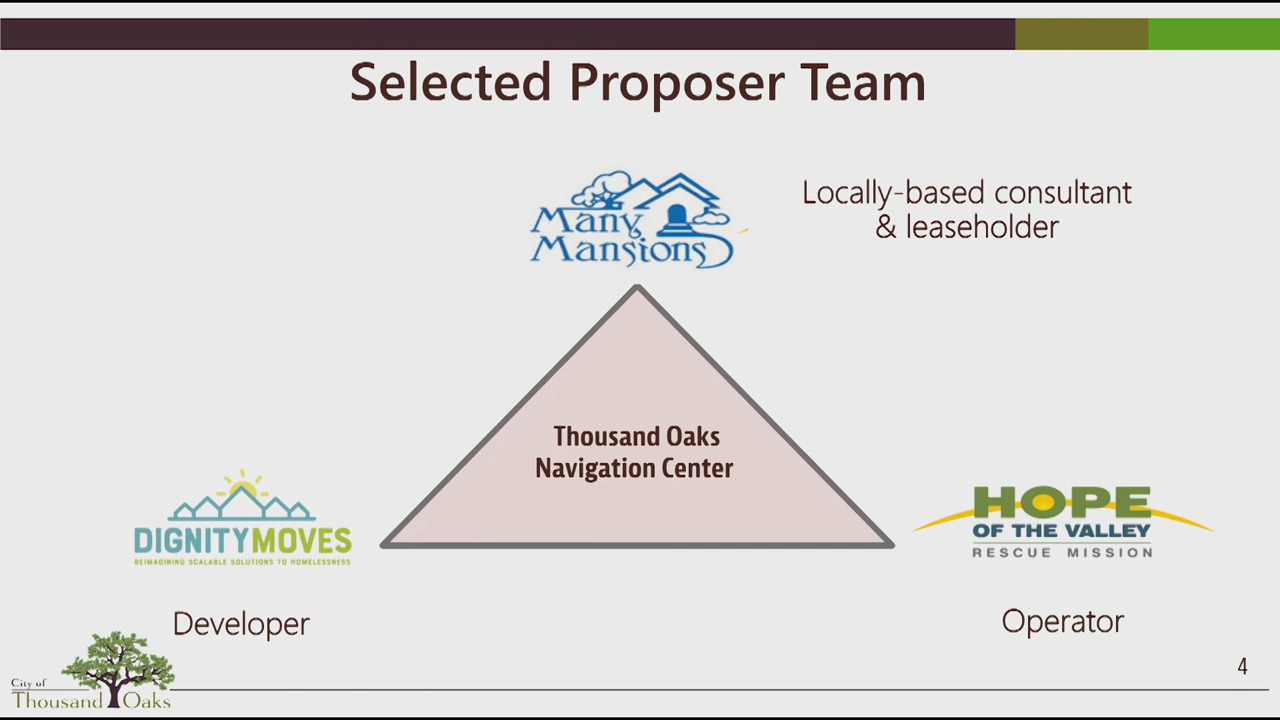 Selected Proposer Team
Many
Mansions
Locally-based consultant
& leaseholder
Thousand Oaks
Navigation Center
DIGNITYMOVES
REIMAGINING SCALABLE SOLUTIONS TO HOMELESSNESS
Developer
HOPE
OF THE VALLEY
RESCUE MISSION
Operator
City of
Thousand Oaks
4